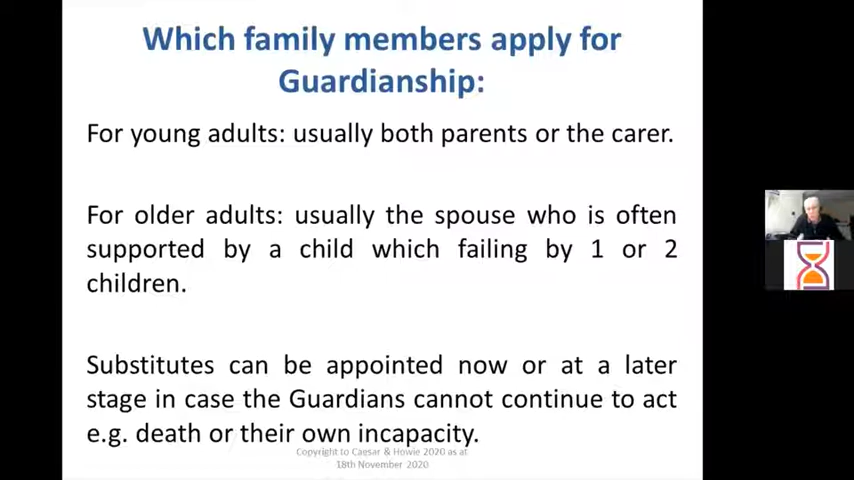 Which family members apply for
Guardianship:
For young adults: usually both parents or the carer.
For older adults: usually the spouse who is often
supported by a child which failing by 1 or 2
children.
Substitutes can be appointed now or at a later
stage in case the Guardians cannot continue to act
e.g. death or their own incapacity.
Copyright to Caesar & Howie 2020 as at
18th November 2020